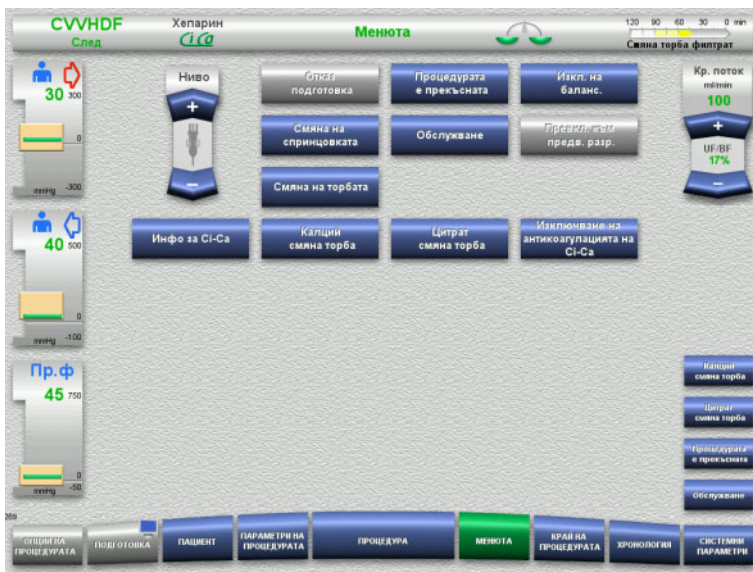 CVVHDF
След
Хепарин
CiCa
Менюта
120 90 60 30 0 min
Смяна торба филтрат
30
300
0
mmHg -300
40
500
0
mmHg -100
Пр.ф
45
750
0
mmHg -50
Ниво
+
−
Отказ
подготовка
Процедурата
е прекъсната
Изкл. на
баланс.
Смяна на
спринцовката
Обслужване
Превкл. към
предв. разр.
Смяна на торбата
Инфо за Ci-Ca
Калций
смяна торба
Цитрат
смяна торба
Изключване на
антикоагулацията на
Ci-Ca
Кр. поток
ml/min
100
+
UF/BF
17%
−
Калций
смяна торба
Цитрат
смяна торба
Процедурата
е прекъсната
Обслужване
289
ОПЦИИ НА
ПРОЦЕДУРАТА
ПОДГОТОВКА
ПАЦИЕНТ
ПАРАМЕТРИ НА
ПРОЦЕДУРАТА
ПРОЦЕДУРА
МЕНЮТА
КРАЙ НА
ПРОЦЕДУРАТА
ХРОНОЛОГИЯ
СИСТЕМНИ
ПАРАМЕТРИ